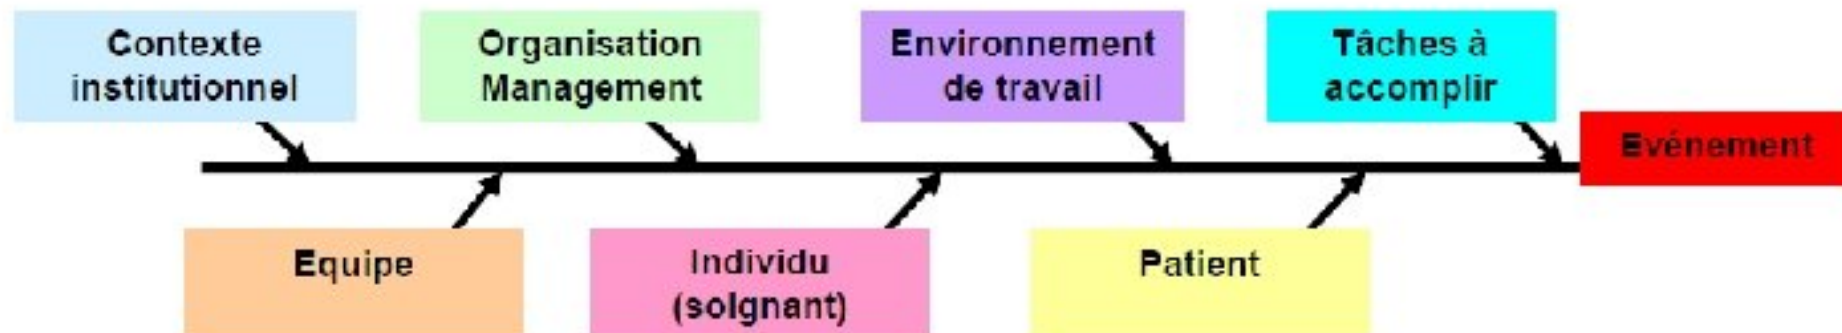 Contexte
institutionnel
Organisation
Management
Environnement
de travail
Tâches à
accomplir
Evénement
Equipe
Individu
(soignant)
Patient